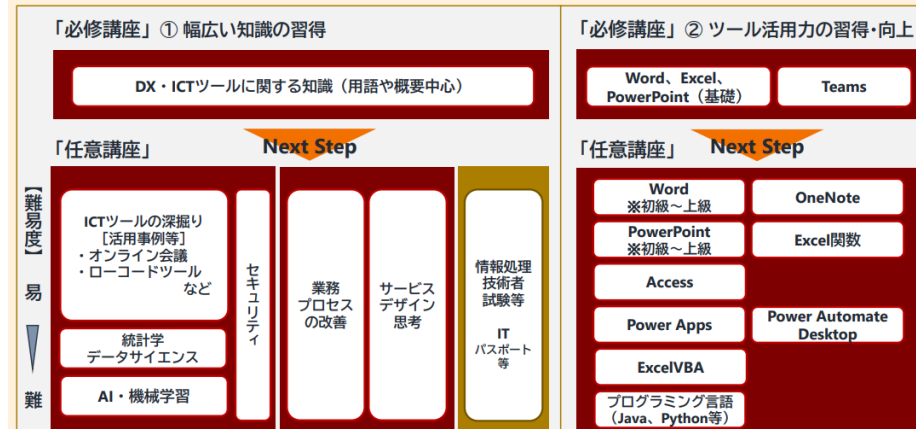 「必修講座」① 幅広い知識の習得
DX・ICTツールに関する知識（用語や概要中心）
「任意講座」
Next Step
【難易度】
易
難
ICTツールの深掘り
［活用事例等］
・オンライン会議
・ローコードツール
など
統計学
データサイエンス
AI・機械学習
セキュリティ
業務
プロセス
の改善
サービス
デザイン
思考
情報処理
技術者
試験等
IT
パスポート
等
「必修講座」② ツール活用力の習得・向上
Word、Excel、
PowerPoint（基礎）
Teams
「任意講座」
Next Step
Word
※初級～上級
OneNote
PowerPoint
※初級～上級
Excel関数
Access
Power Apps
Power Automate
Desktop
ExcelVBA
プログラミング言語
（Java、Python等）